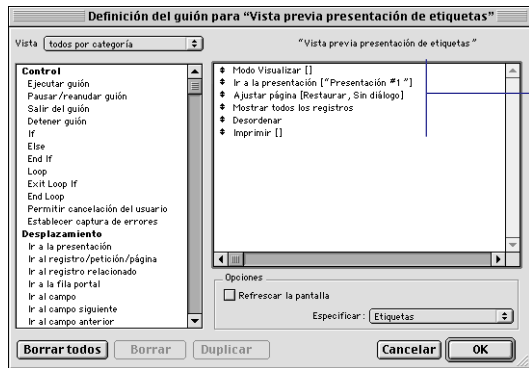 Definición del guión para “Vista previa presentación de etiquetas”
Vista todos por categoría
“Vista previa presentación de etiquetas”
Control
Ejecutar guión
Pausar/reanudar guión
Salir del guión
Detener guión
If
Else
End If
Loop
Exit Loop If
End Loop
Permitir cancelación del usuario
Establecer captura de errores
Desplazamiento
Ir a la presentación
Ir al registro/petición/página
Ir al registro relacionado
Ir a la fila portal
Ir al campo
Ir al campo siguiente
Ir al campo anterior
Modo Visualizar []
Ir a la presentación [“Presentación #1”]
Ajustar página [Restaurar, Sin diálogo]
Mostrar todos los registros
Desordenar
Imprimir []
Opciones
Refrescar la pantalla
Especificar: Etiquetas
Borrar todos
Borrar
Duplicar
Cancelar
OK